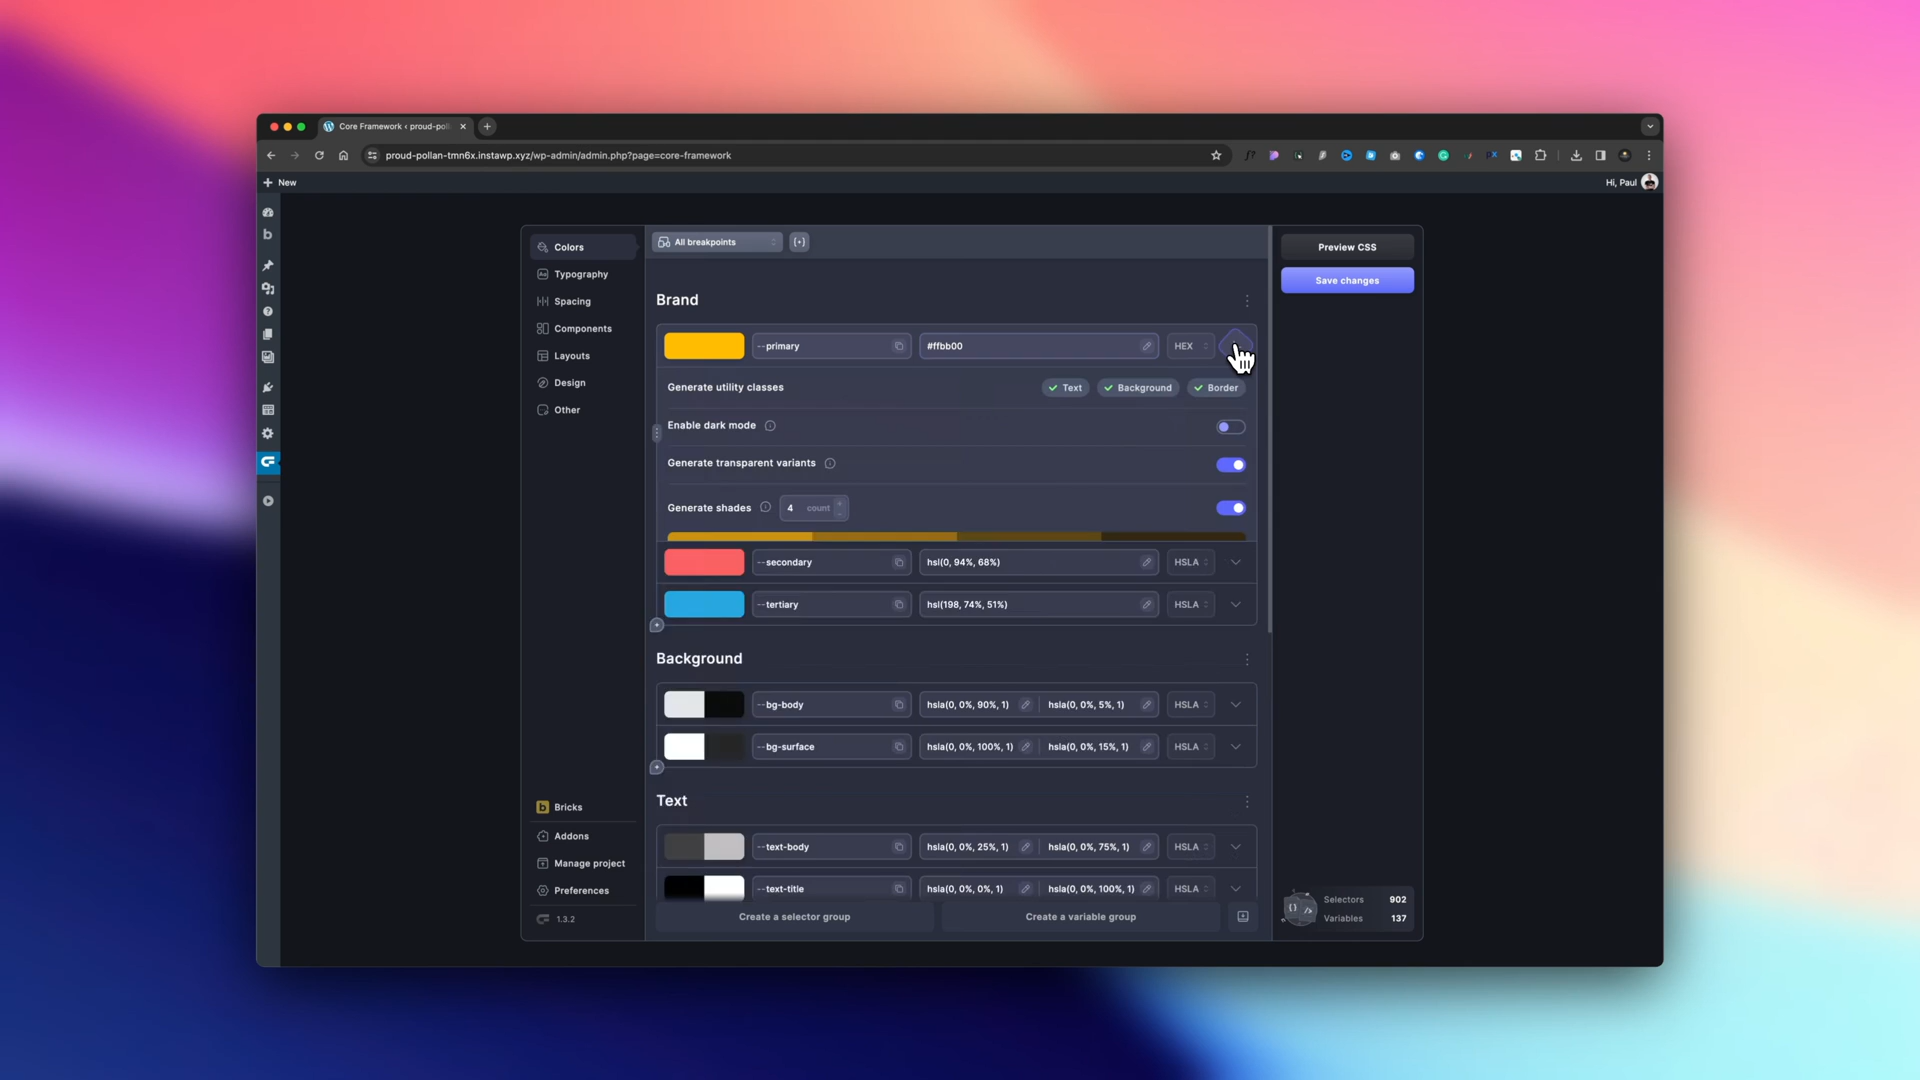 Core Framework < proud-poll
proud-pollan-tmn6x.instawp.xyz/wp-admin/admin.php?page=core-framework
New
Hi, Paul
Colors
Typography
Spacing
Components
Layouts
Design
Other
Bricks
Addons
Manage project
Preferences
1.3.2
All breakpoints
Brand
--primary #ffbb00 HEX
Generate utility classes Text Background Border
Enable dark mode
Generate transparent variants
Generate shades 4 count
--secondary hsl(0, 94%, 68%) HSLA
--tertiary hsl(198, 74%, 51%) HSLA
Background
--bg-body hsla(0, 0%, 90%, 1) hsla(0, 0%, 5%, 1) HSLA
--bg-surface hsla(0, 0%, 100%, 1) hsla(0, 0%, 15%, 1) HSLA
Text
--text-body hsla(0, 0%, 25%, 1) hsla(0, 0%, 75%, 1) HSLA
--text-title hsla(0, 0%, 0%, 1) hsla(0, 0%, 100%, 1) HSLA
Create a selector group Create a variable group
Preview CSS
Save changes
Selectors 902
Variables 137